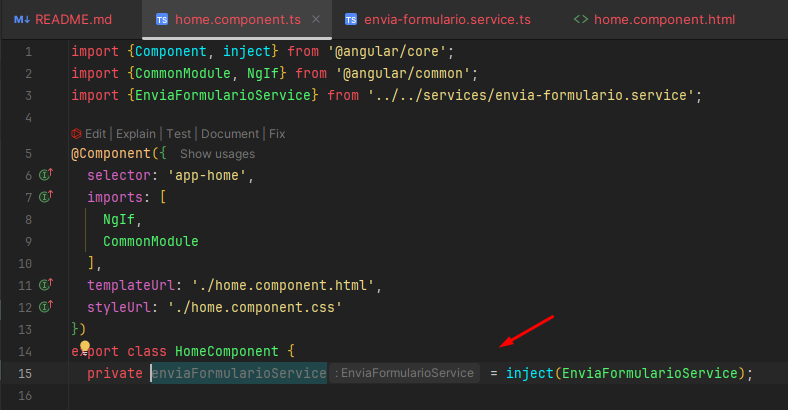 README.md home.component.ts envia-formulario.service.ts home.component.html
1 import {Component, inject} from '@angular/core';
2 import {CommonModule, NgIf} from '@angular/common';
3 import {EnviaFormularioService} from '../../services/envia-formulario.service';
4
Edit | Explain | Test | Document | Fix
5 @Component({ Show usages
6 selector: 'app-home',
7 imports: [
8 NgIf,
9 CommonModule
10 ],
11 templateUrl: './home.component.html',
12 styleUrl: './home.component.css'
13 })
14 export class HomeComponent {
15 private enviaFormularioService : EnviaFormularioService = inject(EnviaFormularioService);
16